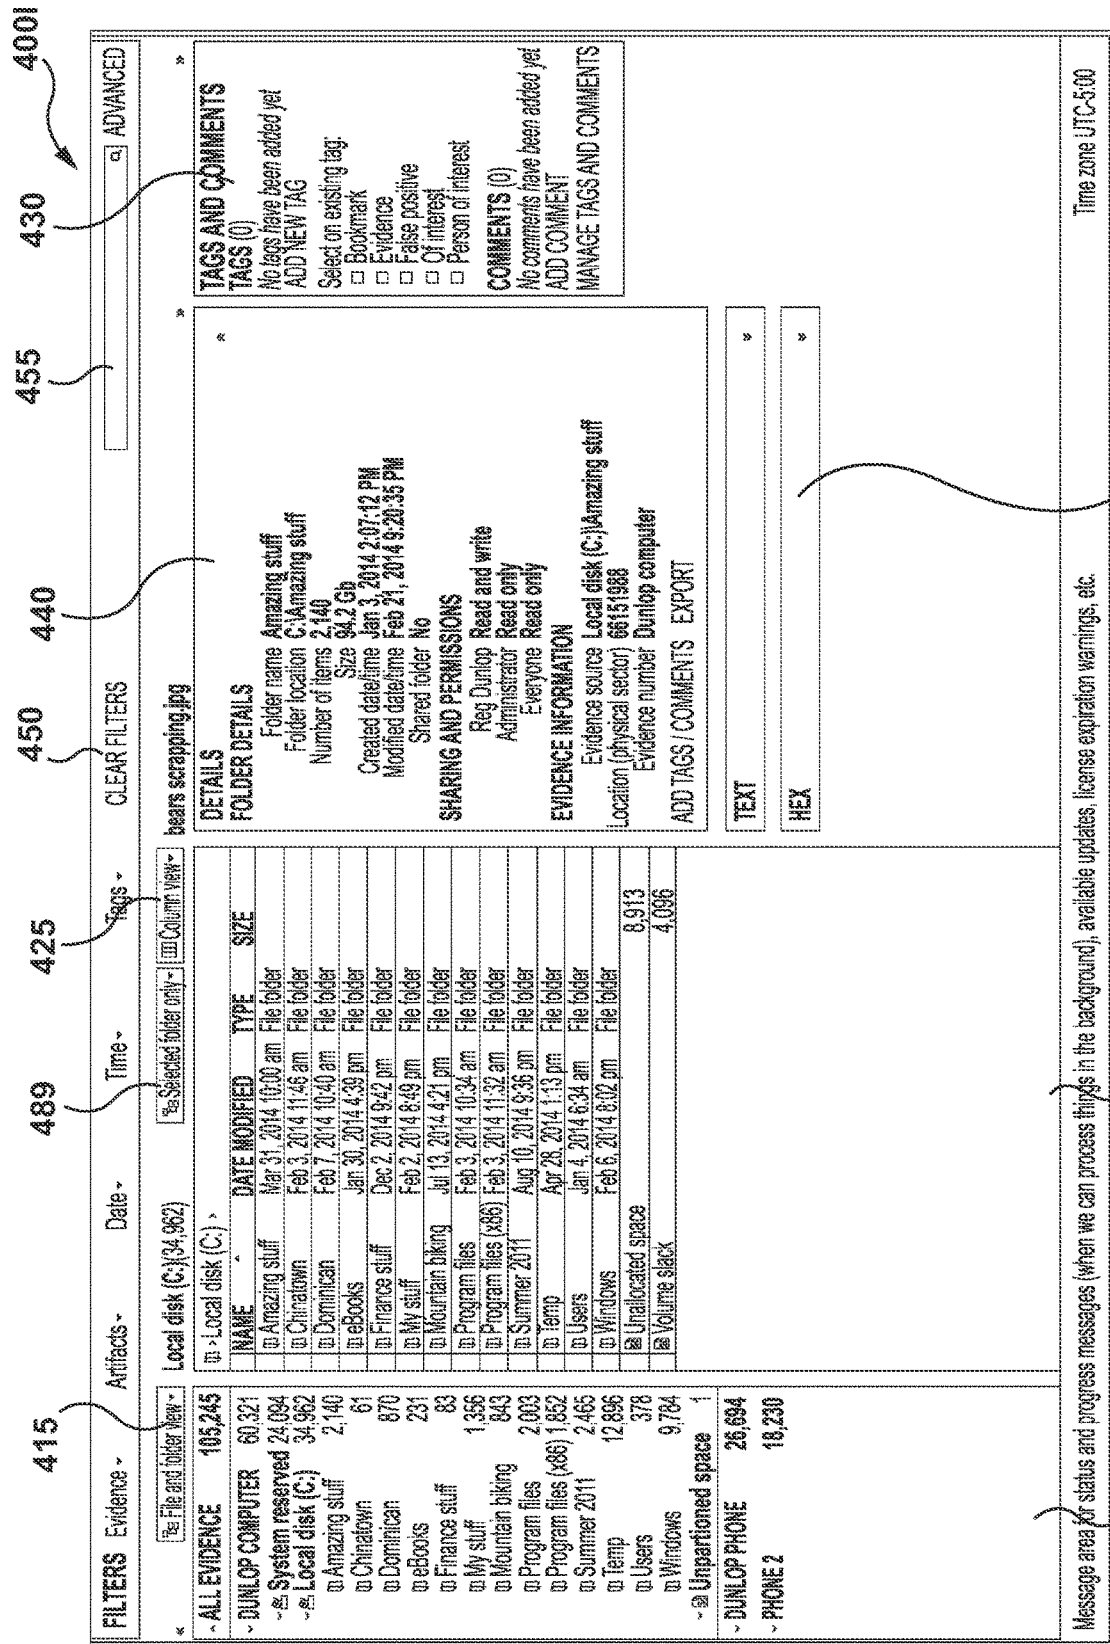 400I
415
489
425
450
440
455
430
FILTERS Evidence Artifacts Date Time Tags CLEAR FILTERS ADVANCED
File and folder view
ALL EVIDENCE 105,245
DUNLOP COMPUTER 60,321
System reserved 24,094
Local disk (C:) 34,962
Amazing stuff 2,140
Chinatown 61
Dominican 870
eBooks 231
Finance stuff 83
My stuff 1,356
Mountain biking 843
Program files 2,003
Program files (x86) 1,852
Summer 2011 2,465
Temp 12,896
Users 378
Windows 9,784
Unpartioned space 1
DUNLOP PHONE 26,694
PHONE 2 18,230
Local disk (C:)(34,962) Selected folder only Column view
Local disk (C:) >
NAME DATE MODIFIED TYPE SIZE
Amazing stuff Mar 31, 2014 10:00 am File folder
Chinatown Feb 3, 2014 11:46 am File folder
Dominican Feb 7, 2014 10:40 am File folder
eBooks Jan 30, 2014 4:39 pm File folder
Finance stuff Dec 2, 2014 9:42 pm File folder
My stuff Feb 2, 2014 8:49 pm File folder
Mountain biking Jul 13, 2014 4:21 pm File folder
Program files Feb 3, 2014 10:34 am File folder
Program files (x86) Feb 3, 2014 11:32 am File folder
Summer 2011 Aug 10, 2014 9:36 pm File folder
Temp Apr 28, 2014 1:13 pm File folder
Users Jan 4, 2014 6:34 am File folder
Windows Feb 6, 2014 8:02 pm File folder
Unallocated space 8,913
Volume slack 4,096
bears scrapping.jpg
DETAILS
FOLDER DETAILS
Folder name Amazing stuff
Folder location C:\Amazing stuff
Number of items 2,140
Size 94.2 Gb
Created date/time Jan 3, 2014 2:07:12 PM
Modified date/time Feb 21, 2014 9:20:35 PM
Shared folder No
SHARING AND PERMISSIONS
Reg Dunlop Read and write
Administrator Read only
Everyone Read only
EVIDENCE INFORMATION
Evidence source Local disk (C:)\Amazing stuff
Location (physical sector) 66151988
Evidence number Dunlop computer
ADD TAGS / COMMENTS EXPORT
TEXT
HEX
TAGS AND COMMENTS
TAGS (0)
No tags have been added yet
ADD NEW TAG
Select on existing tag:
Bookmark
Evidence
False positive
Of interest
Person of interest
COMMENTS (0)
No comments have been added yet
ADD COMMENT
MANAGE TAGS AND COMMENTS
Message area for status and progress messages (when we can process things in the background), available updates, license expiration warnings, etc. Time zone UTC-5:00